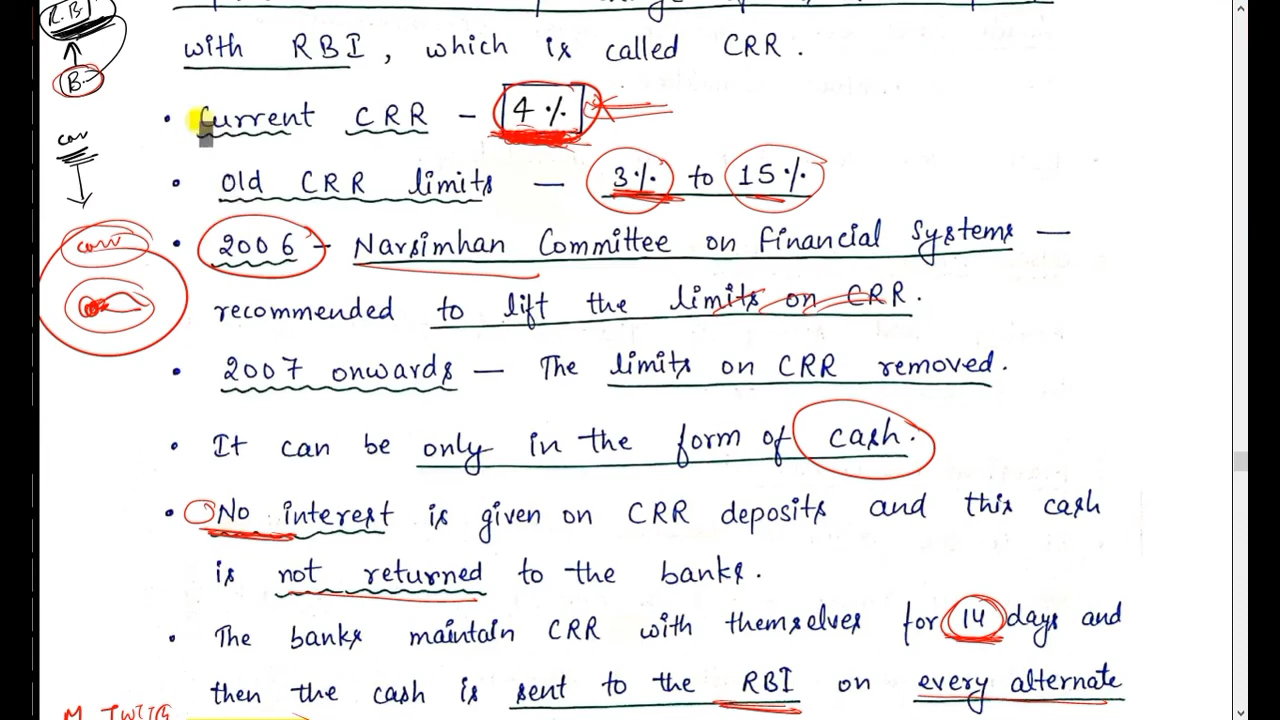 R.B.I
with RBI, which is called CRR.
B.
• Current CRR - 4%
• Old CRR limits — 3% to 15%
• 2006 - Narsimhan Committee on Financial Systems —
recommended to lift the limits on CRR.
• 2007 onwards — The limits on CRR removed.
• It can be only in the form of cash.
• No interest is given on CRR deposits and this cash
is not returned to the banks.
• The banks maintain CRR with themselves for 14 days and
then the cash is sent to the RBI on every alternate